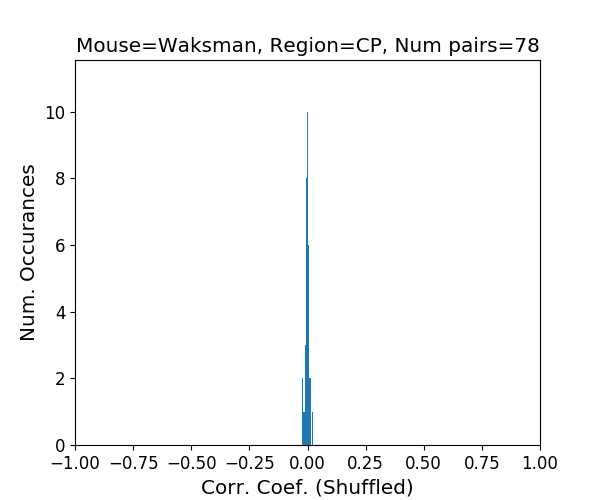 Mouse=Waksman, Region=CP, Num pairs=78
10
8
6
4
2
0
Num. Occurances
−1.00 −0.75 −0.50 −0.25 0.00 0.25 0.50 0.75 1.00
Corr. Coef. (Shuffled)